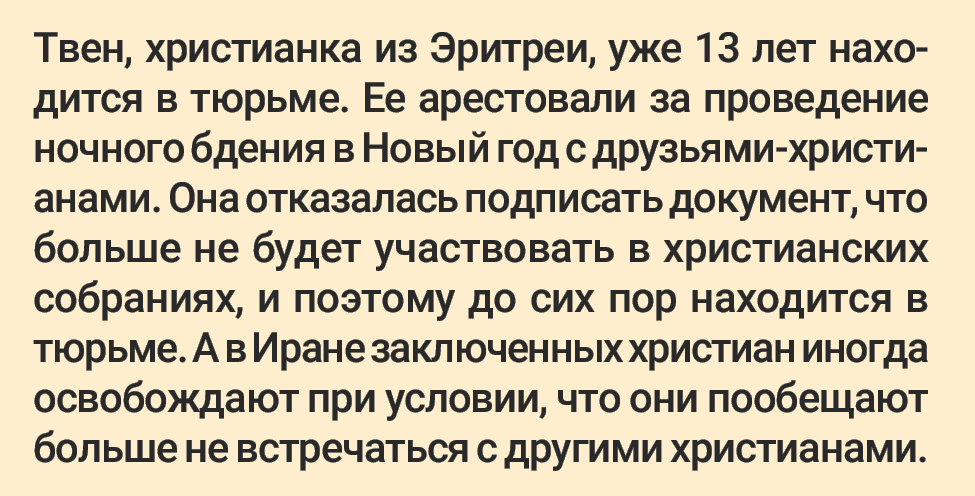 Твен, христианка из Эритреи, уже 13 лет нахо-
дится в тюрьме. Ее арестовали за проведение
ночного бдения в Новый год с друзьями-христи-
анами. Она отказалась подписать документ, что
больше не будет участвовать в христианских
собраниях, и поэтому до сих пор находится в
тюрьме. А в Иране заключенных христиан иногда
освобождают при условии, что они пообещают
больше не встречаться с другими христианами.